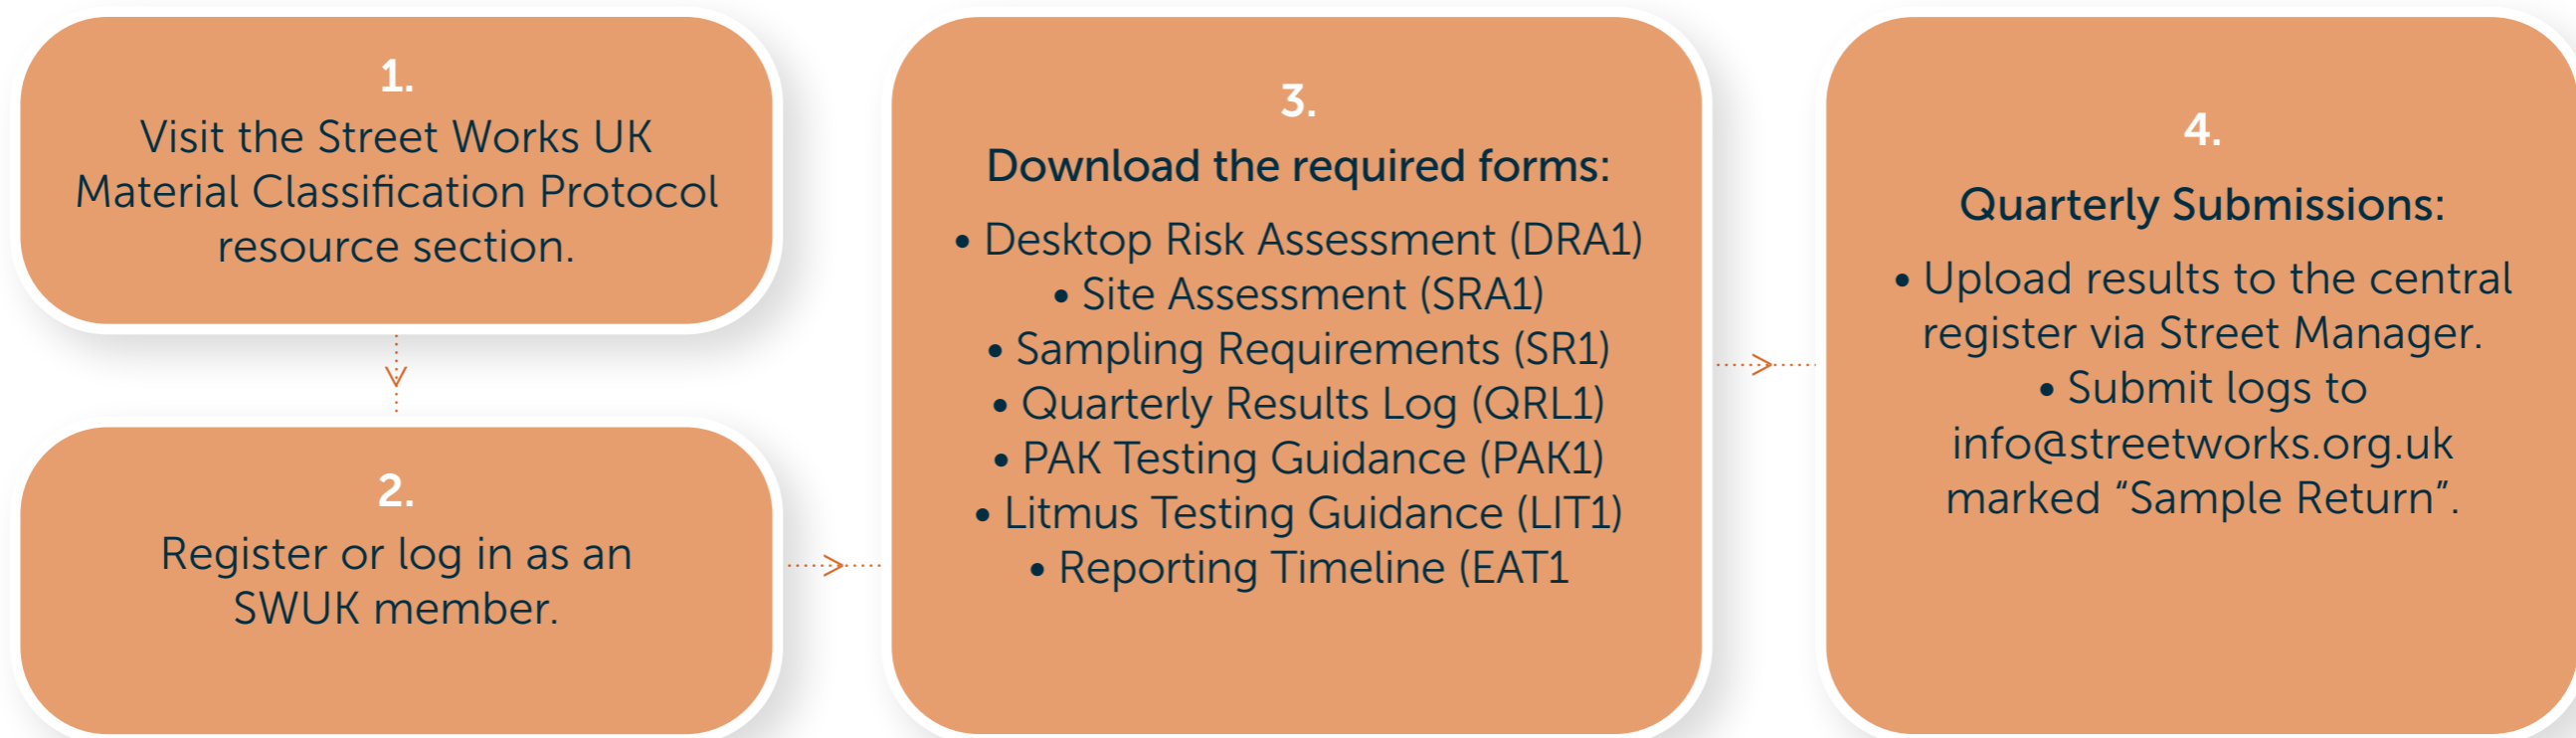 1.
Visit the Street Works UK
Material Classification Protocol
resource section.
2.
Register or log in as an
SWUK member.
3.
Download the required forms:
• Desktop Risk Assessment (DRA1)
• Site Assessment (SRA1)
• Sampling Requirements (SR1)
• Quarterly Results Log (QRL1)
• PAK Testing Guidance (PAK1)
• Litmus Testing Guidance (LIT1)
• Reporting Timeline (EAT1
4.
Quarterly Submissions:
• Upload results to the central
register via Street Manager.
• Submit logs to
info@streetworks.org.uk
marked “Sample Return”.